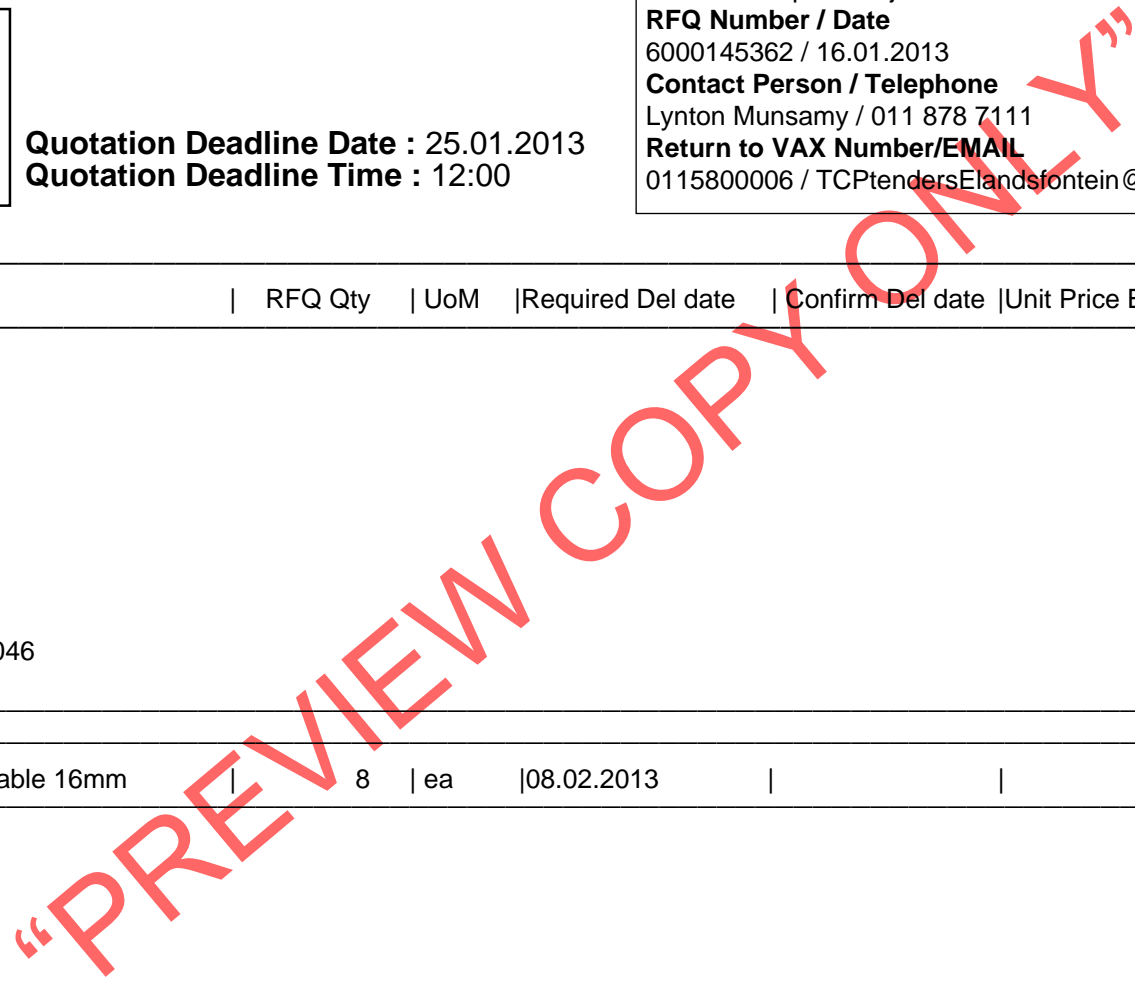 RFQ Number / Date
6000145362 / 16.01.2013
Contact Person / Telephone
Lynton Munsamy / 011 878 7111
Return to VAX Number/EMAIL
0115800006 / TCPtendersElandsfontein@
Quotation Deadline Date : 25.01.2013
Quotation Deadline Time : 12:00
| RFQ Qty | UoM |Required Del date | Confirm Del date |Unit Price E
046
able 16mm | 8 | ea |08.02.2013 | |
“PREVIEW COPY ONLY”